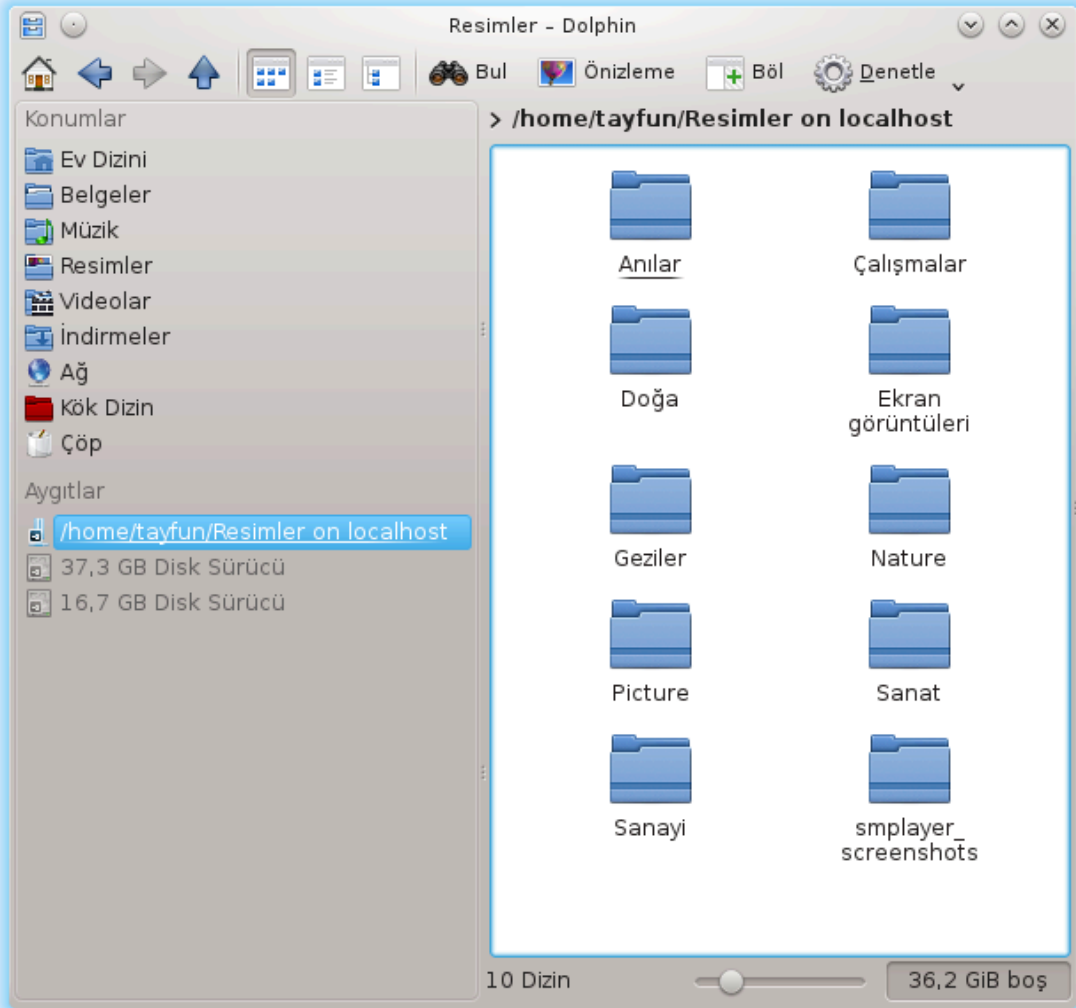 Resimler – Dolphin
Bul Önizleme Böl Denetle
Konumlar
Ev Dizini
Belgeler
Müzik
Resimler
Videolar
İndirmeler
Ağ
Kök Dizin
Çöp
Aygıtlar
/home/tayfun/Resimler on localhost
37,3 GB Disk Sürücü
16,7 GB Disk Sürücü
> /home/tayfun/Resimler on localhost
Anılar
Çalışmalar
Doğa
Ekran
görüntüleri
Geziler
Nature
Picture
Sanat
Sanayi
smplayer_
screenshots
10 Dizin
36,2 GiB boş